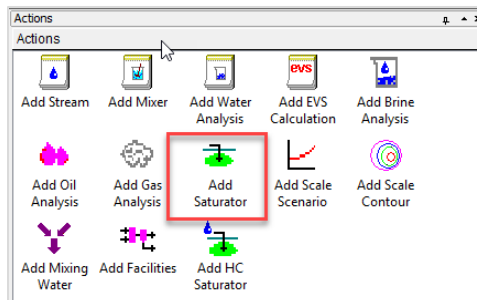 Actions
Actions
evs
Add Stream Add Mixer Add Water Analysis Add EVS Calculation Add Brine Analysis
Add Oil Analysis Add Gas Analysis Add Saturator Add Scale Scenario Add Scale Contour
Add Mixing Water Add Facilities Add HC Saturator